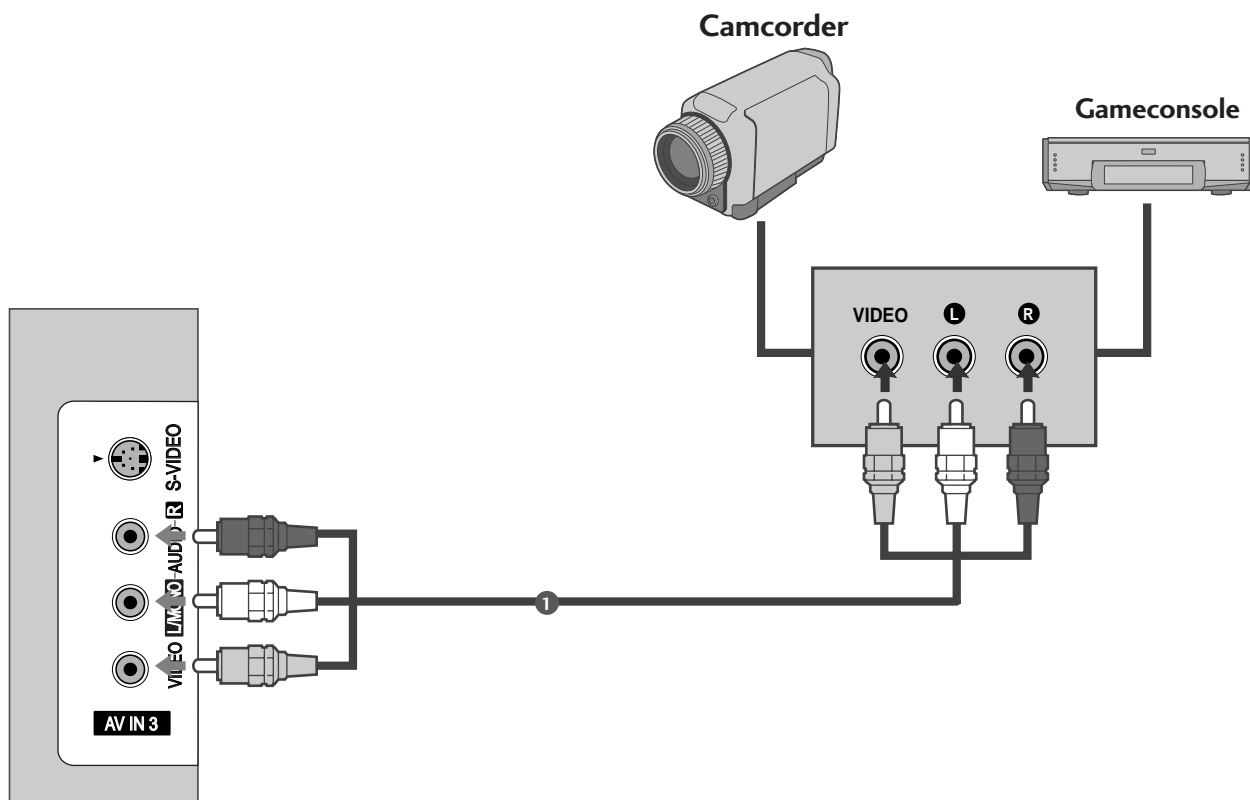 Camcorder
Gameconsole
VIDEO L R
S-VIDEO
VIDEO L/MONO AUDIO R
1
AV IN 3